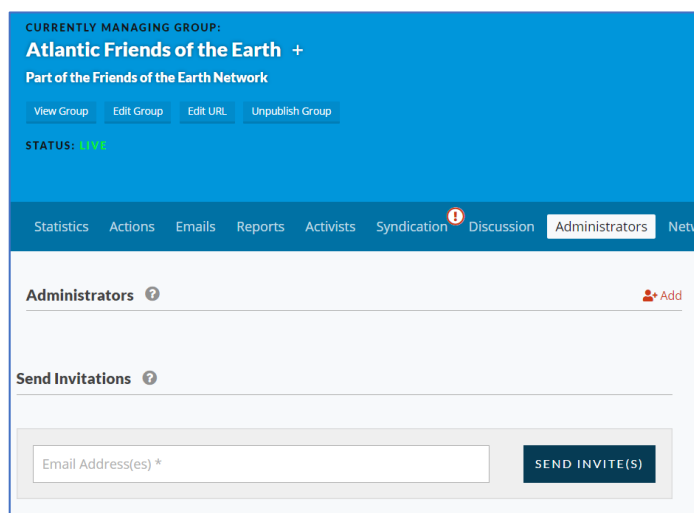 CURRENTLY MANAGING GROUP:
Atlantic Friends of the Earth +
Part of the Friends of the Earth Network
View Group Edit Group Edit URL Unpublish Group
STATUS: LIVE
Statistics Actions Emails Reports Activists Syndication ! Discussion Administrators Netw
Administrators ? Add
Send Invitations ?
Email Address(es) * SEND INVITE(S)